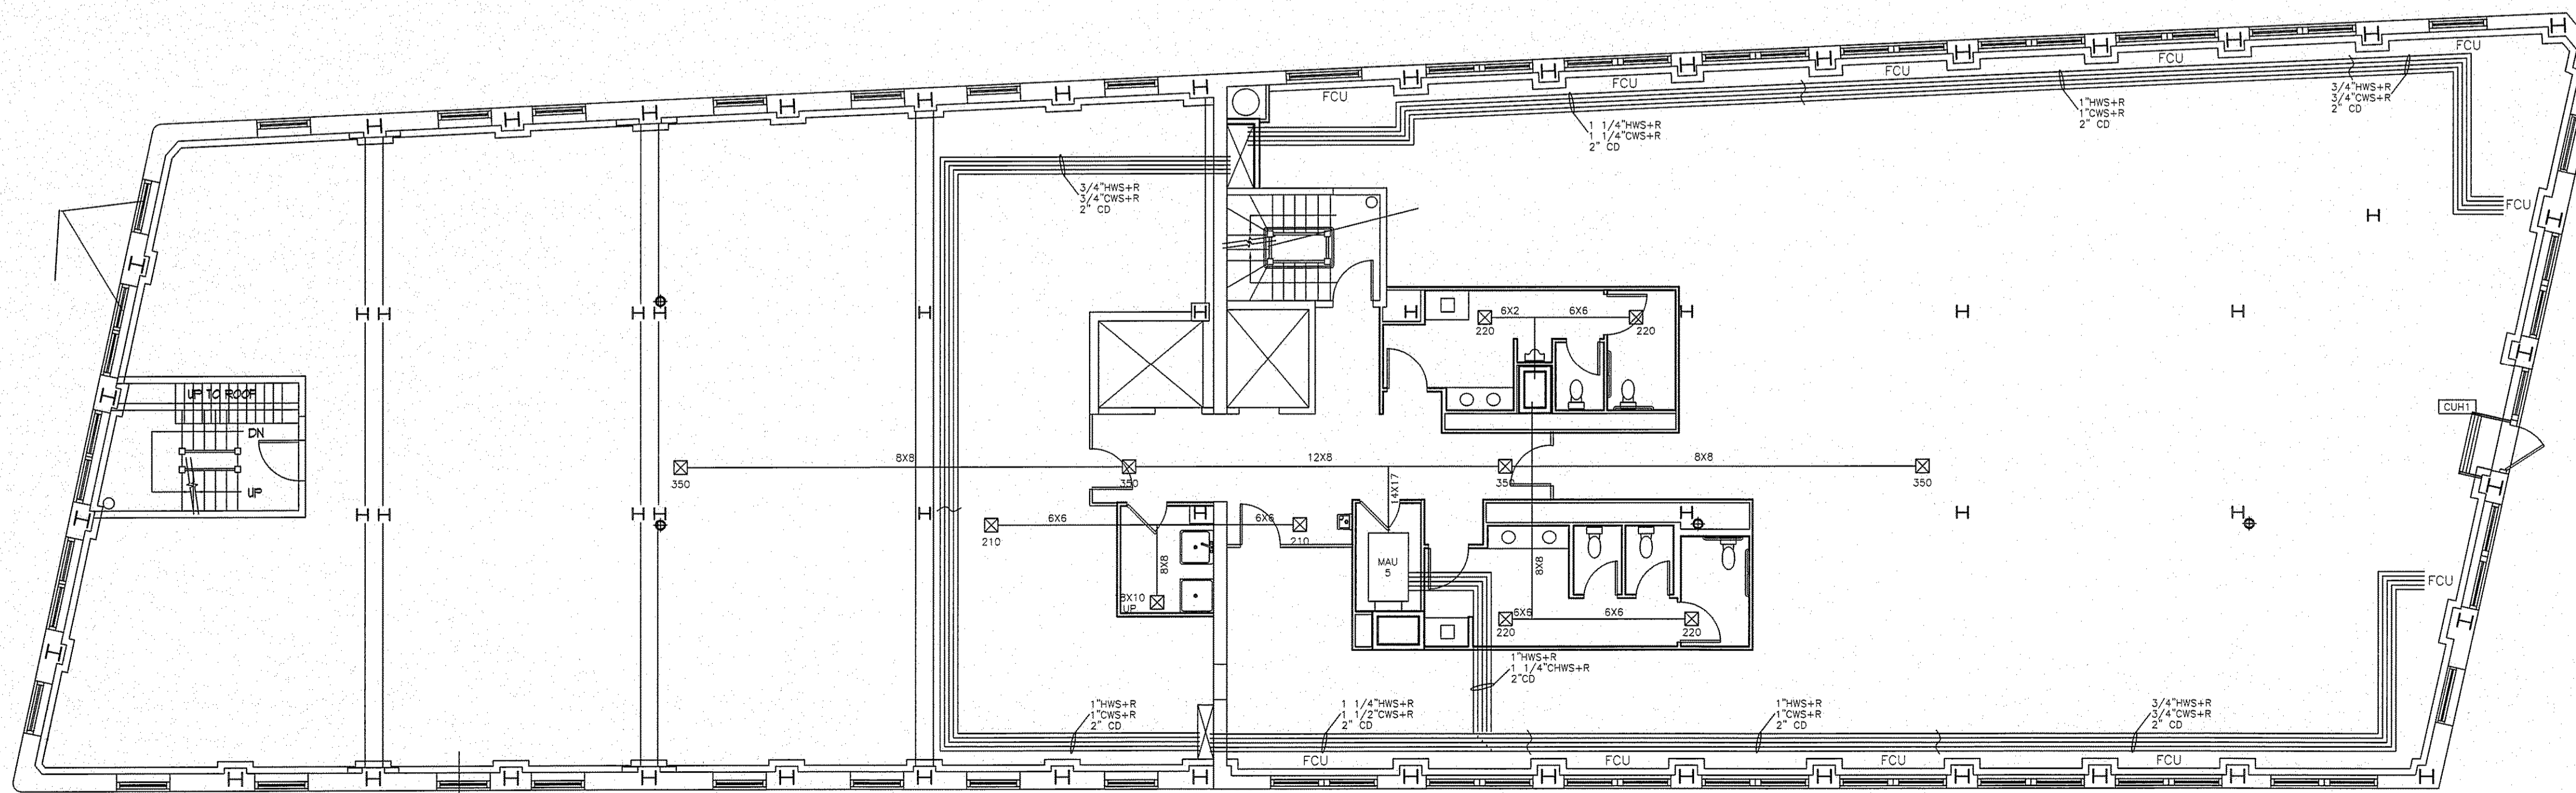 FCU
FCU
FCU
FCU
FCU
3/4"HWS+R
3/4"CWS+R
2" CD
1"HWS+R
1"CWS+R
2" CD
1 1/4"HWS+R
1 1/4"CWS+R
2" CD
3/4"HWS+R
3/4"CWS+R
2" CD
FCU
6X2
6X6
220
220
UP TO ROOF
DN
UP
CUH1
8X8
12X8
8X8
350
350
350
350
14X17
6X6
6X6
210
210
8X8
8X10
UP
MAU
5
8X8
FCU
6X6
6X6
220
220
1"HWS+R
1 1/4"CHWS+R
2"CD
1"HWS+R
1"CWS+R
2" CD
1 1/4"HWS+R
1 1/2"CWS+R
2" CD
1"HWS+R
1"CWS+R
2" CD
3/4"HWS+R
3/4"CWS+R
2" CD
FCU
FCU
FCU
FCU